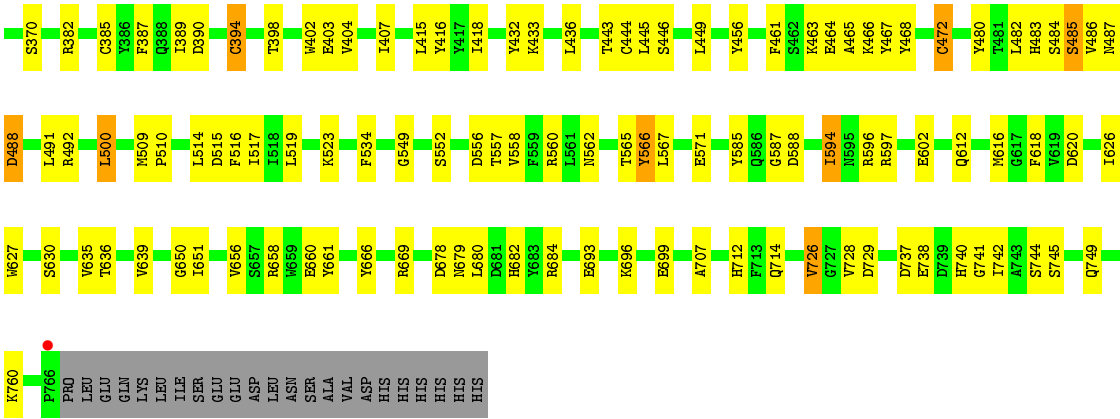 S370 R382 C385 Y386 F387 Q388 I389 D390 C394 T398 W402 E403 V404 I407 L415 Y416 Y417 I418 Y432 K433 L436 T443 C444 L445 S446 L449 Y456 F461 S462 K463 E464 A465 K466 Y467 Y468 C472 Y480 T481 L482 H483 S484 S485 V486 N487
D488 L491 R492 L500 M509 P510 L514 D515 F516 I517 I518 L519 K523 F534 G549 S552 D556 T557 V558 F559 R560 L561 N562 T565 Y566 L567 E571 Y585 Q586 G587 D588 I594 N595 R596 R597 E602 Q612 M616 G617 F618 V619 D620 I626
W627 S630 V635 T636 V639 G650 I651 V656 S657 R658 W659 E660 Y661 Y666 R669 D678 N679 L680 D681 H682 Y683 R684 E693 K696 E699 A707 H712 F713 Q714 V726 G727 V728 D729 D737 E738 D739 H740 G741 I742 A743 S744 S745 Q749
K760 P766 PRO LEU GLU GLN LYS LEU ILE SER GLU GLU ASP LEU ASN SER ALA VAL ASP HIS HIS HIS HIS HIS HIS